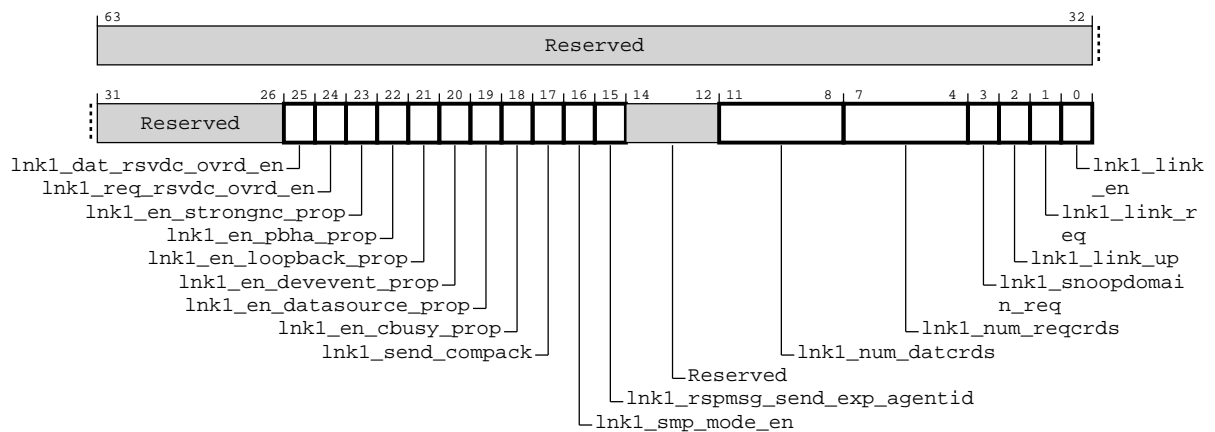 63 32
Reserved
31 26 25 24 23 22 21 20 19 18 17 16 15 14 12 11 8 7 4 3 2 1 0
Reserved
lnk1_dat_rsvdc_ovrd_en
lnk1_link
_en
lnk1_req_rsvdc_ovrd_en
lnk1_en_strongnc_prop
lnk1_link_r
eq
lnk1_en_pbha_prop
lnk1_en_loopback_prop
lnk1_link_up
lnk1_en_devevent_prop
lnk1_snoopdomai
n_req
lnk1_en_datasource_prop
lnk1_en_cbusy_prop
lnk1_num_reqcrds
lnk1_send_compack
lnk1_num_datcrds
Reserved
lnk1_rspmsg_send_exp_agentid
lnk1_smp_mode_en